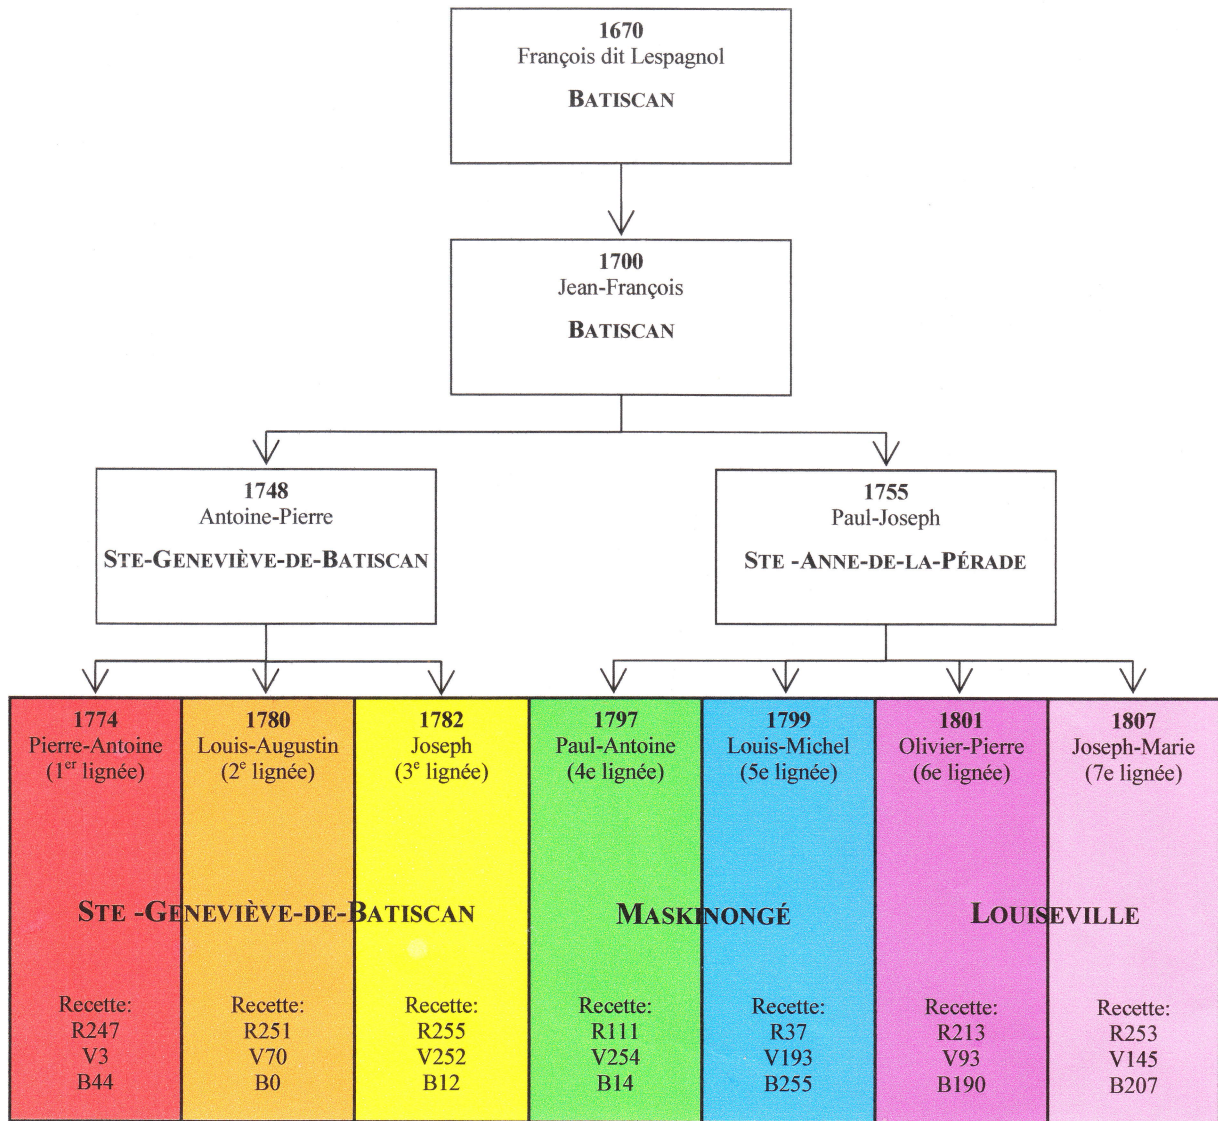 1670
François dit Lespagnol
BATISCAN
1700
Jean-François
BATISCAN
1748
Antoine-Pierre
STE-GENEVIÈVE-DE-BATISCAN
1755
Paul-Joseph
STE -ANNE-DE-LA-PÉRADE
1774
Pierre-Antoine
(1er lignée)
1780
Louis-Augustin
(2e lignée)
1782
Joseph
(3e lignée)
1797
Paul-Antoine
(4e lignée)
1799
Louis-Michel
(5e lignée)
1801
Olivier-Pierre
(6e lignée)
1807
Joseph-Marie
(7e lignée)
STE -GENEVIÈVE-DE-BATISCAN
MASKINONGÉ
LOUISEVILLE
Recette:
R247
V3
B44
Recette:
R251
V70
B0
Recette:
R255
V252
B12
Recette:
R111
V254
B14
Recette:
R37
V193
B255
Recette:
R213
V93
B190
Recette:
R253
V145
B207